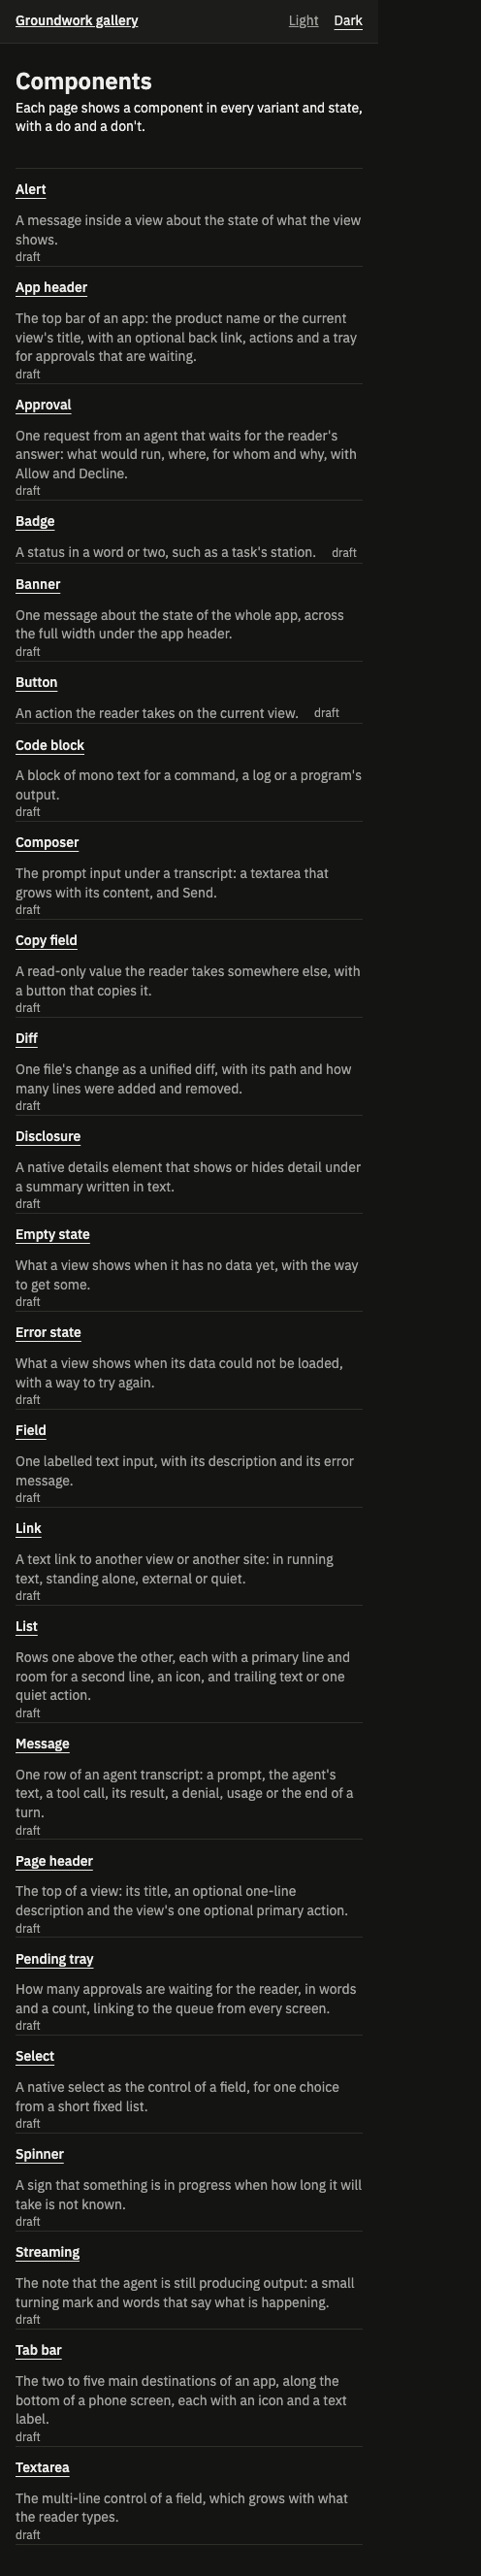 Groundwork gallery Light Dark
Components
Each page shows a component in every variant and state,
with a do and a don't.
Alert
A message inside a view about the state of what the view
shows.
draft
App header
The top bar of an app: the product name or the current
view's title, with an optional back link, actions and a tray
for approvals that are waiting.
draft
Approval
One request from an agent that waits for the reader's
answer: what would run, where, for whom and why, with
Allow and Decline.
draft
Badge
A status in a word or two, such as a task's station. draft
Banner
One message about the state of the whole app, across
the full width under the app header.
draft
Button
An action the reader takes on the current view. draft
Code block
A block of mono text for a command, a log or a program's
output.
draft
Composer
The prompt input under a transcript: a textarea that
grows with its content, and Send.
draft
Copy field
A read-only value the reader takes somewhere else, with
a button that copies it.
draft
Diff
One file's change as a unified diff, with its path and how
many lines were added and removed.
draft
Disclosure
A native details element that shows or hides detail under
a summary written in text.
draft
Empty state
What a view shows when it has no data yet, with the way
to get some.
draft
Error state
What a view shows when its data could not be loaded,
with a way to try again.
draft
Field
One labelled text input, with its description and its error
message.
draft
Link
A text link to another view or another site: in running
text, standing alone, external or quiet.
draft
List
Rows one above the other, each with a primary line and
room for a second line, an icon, and trailing text or one
quiet action.
draft
Message
One row of an agent transcript: a prompt, the agent's
text, a tool call, its result, a denial, usage or the end of a
turn.
draft
Page header
The top of a view: its title, an optional one-line
description and the view's one optional primary action.
draft
Pending tray
How many approvals are waiting for the reader, in words
and a count, linking to the queue from every screen.
draft
Select
A native select as the control of a field, for one choice
from a short fixed list.
draft
Spinner
A sign that something is in progress when how long it will
take is not known.
draft
Streaming
The note that the agent is still producing output: a small
turning mark and words that say what is happening.
draft
Tab bar
The two to five main destinations of an app, along the
bottom of a phone screen, each with an icon and a text
label.
draft
Textarea
The multi-line control of a field, which grows with what
the reader types.
draft